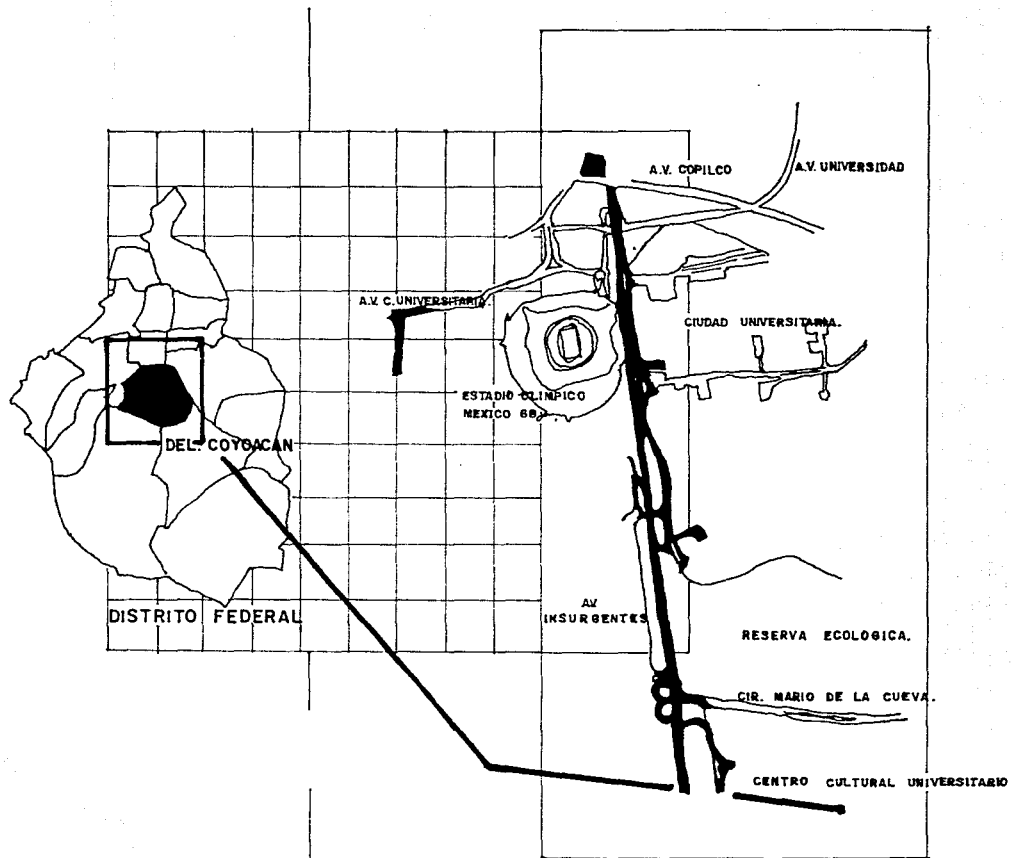 A.V. COPILCO
A.V. UNIVERSIDAD
A.V. C. UNIVERSITARIA.
CIUDAD UNIVERSITARIA.
ESTADIO OLIMPICO
MEXICO 68.
DEL. COYOACAN
DISTRITO FEDERAL
AV.
INSURGENTES
RESERVA ECOLOGICA.
CIR. MARIO DE LA CUEVA.
CENTRO CULTURAL UNIVERSITARIO